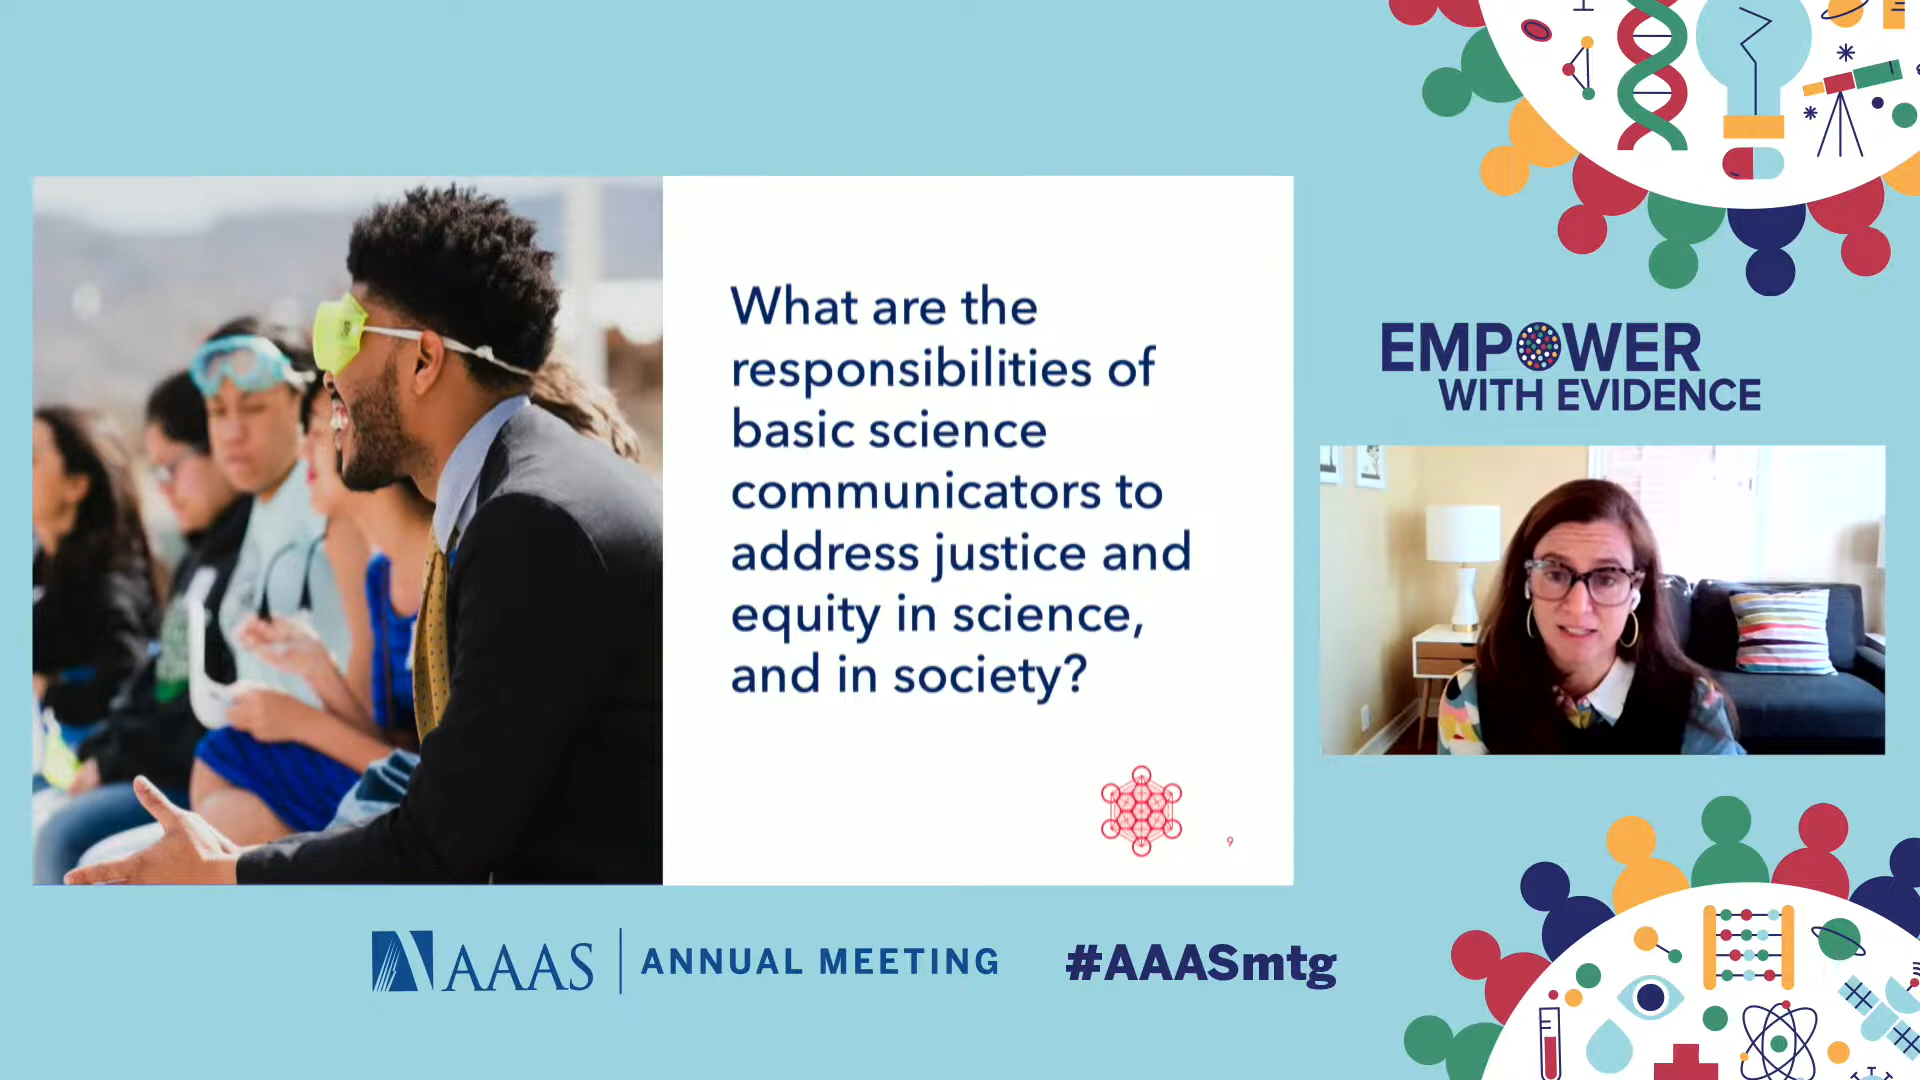 What are the
responsibilities of
basic science
communicators to
address justice and
equity in science,
and in society?
9
EMPOWER
WITH EVIDENCE
AAAS
ANNUAL MEETING
#AAASmtg